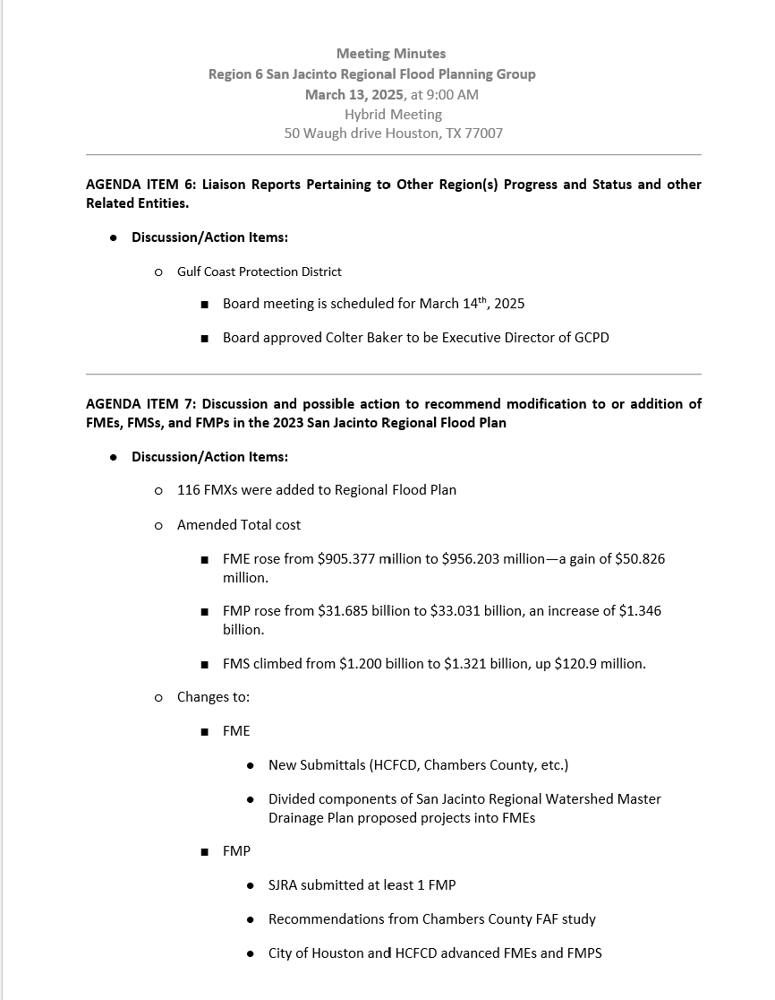 Meeting Minutes
Region 6 San Jacinto Regional Flood Planning Group
March 13, 2025, at 9:00 AM
Hybrid Meeting
50 Waugh drive Houston, TX 77007
AGENDA ITEM 6: Liaison Reports Pertaining to Other Region(s) Progress and Status and other
Related Entities.
● Discussion/Action Items:
○ Gulf Coast Protection District
■ Board meeting is scheduled for March 14th, 2025
■ Board approved Colter Baker to be Executive Director of GCPD
AGENDA ITEM 7: Discussion and possible action to recommend modification to or addition of
FMEs, FMSs, and FMPs in the 2023 San Jacinto Regional Flood Plan
● Discussion/Action Items:
○ 116 FMXs were added to Regional Flood Plan
○ Amended Total cost
■ FME rose from $905.377 million to $956.203 million—a gain of $50.826
million.
■ FMP rose from $31.685 billion to $33.031 billion, an increase of $1.346
billion.
■ FMS climbed from $1.200 billion to $1.321 billion, up $120.9 million.
○ Changes to:
■ FME
● New Submittals (HCFCD, Chambers County, etc.)
● Divided components of San Jacinto Regional Watershed Master
Drainage Plan proposed projects into FMEs
■ FMP
● SJRA submitted at least 1 FMP
● Recommendations from Chambers County FAF study
● City of Houston and HCFCD advanced FMEs and FMPS